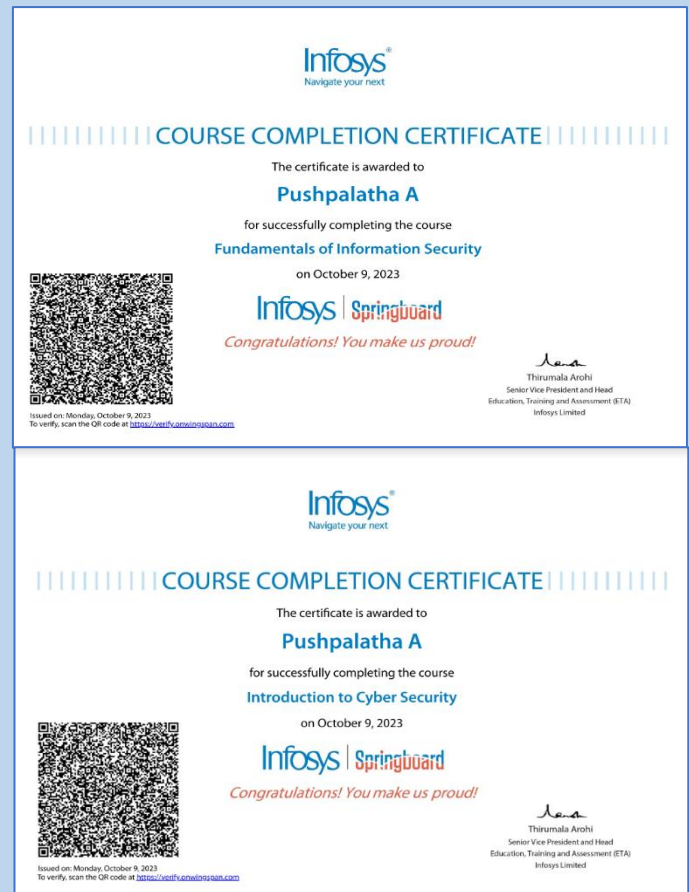 Infosys®
Navigate your next
COURSE COMPLETION CERTIFICATE
The certificate is awarded to
Pushpalatha A
for successfully completing the course
Fundamentals of Information Security
on October 9, 2023
Infosys | Springboard
Congratulations! You make us proud!
Thirumala Arohi
Senior Vice President and Head
Education, Training and Assessment (ETA)
Infosys Limited
Issued on: Monday, October 9, 2023
To verify, scan the QR code at https://verify.onwingspan.com
Infosys®
Navigate your next
COURSE COMPLETION CERTIFICATE
The certificate is awarded to
Pushpalatha A
for successfully completing the course
Introduction to Cyber Security
on October 9, 2023
Infosys | Springboard
Congratulations! You make us proud!
Thirumala Arohi
Senior Vice President and Head
Education, Training and Assessment (ETA)
Infosys Limited
Issued on: Monday, October 9, 2023
To verify, scan the QR code at https://verify.onwingspan.com